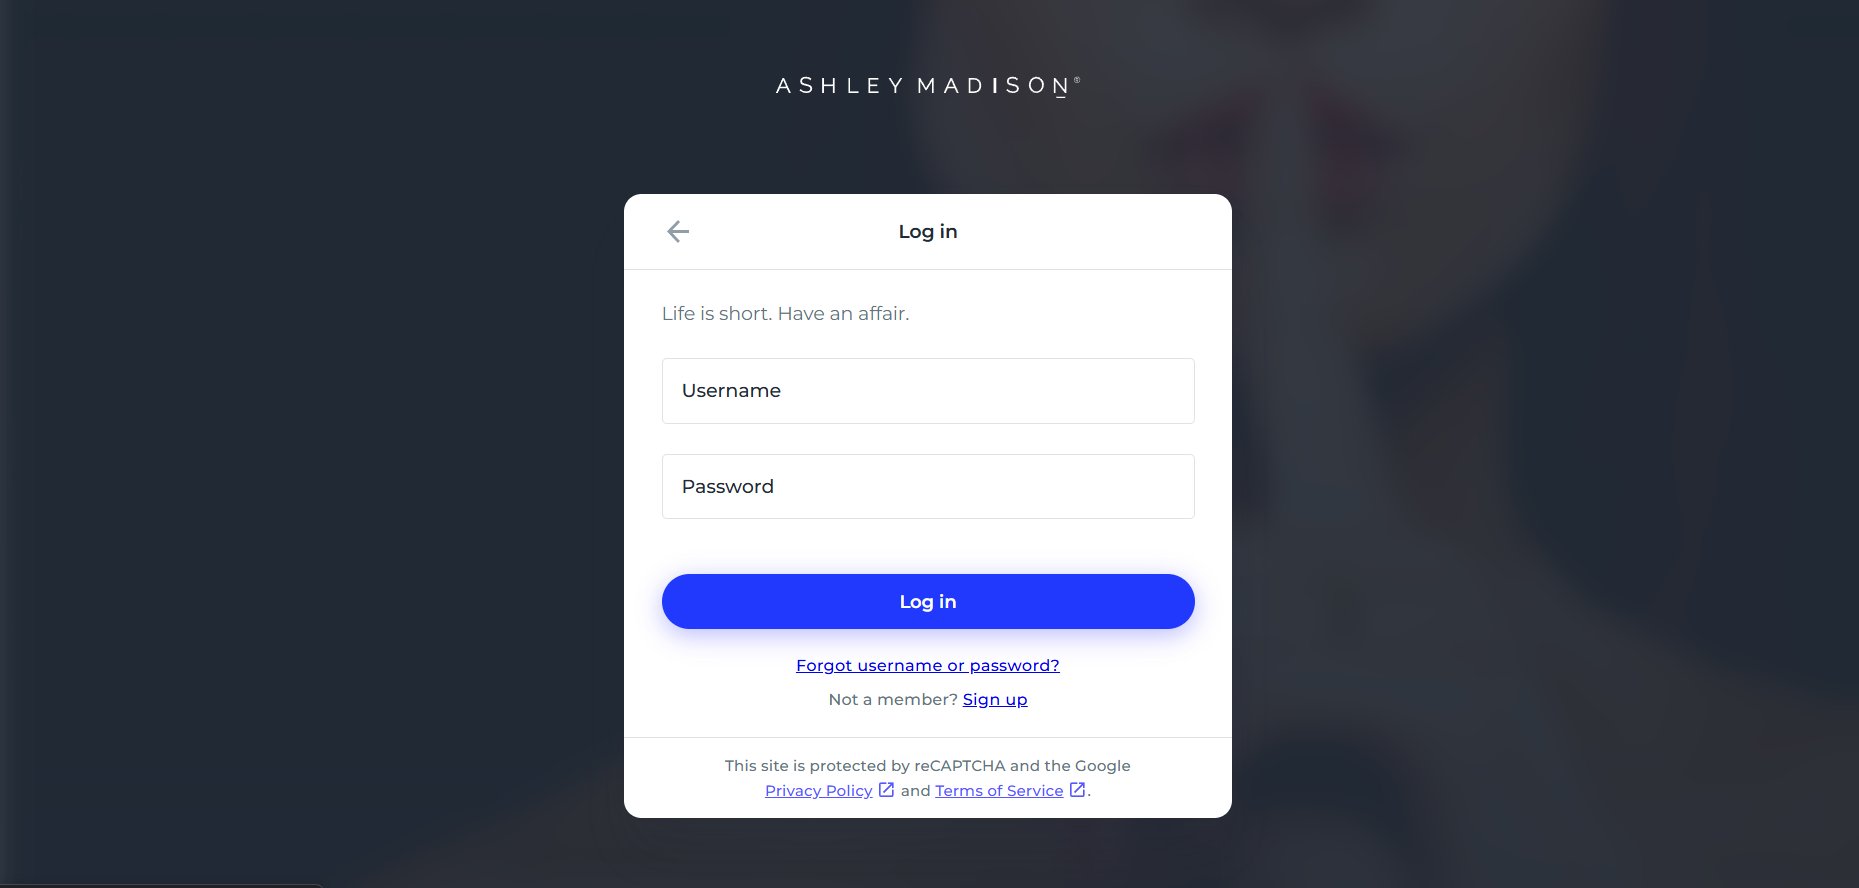 ASHLEY MADISON®
Log in
Life is short. Have an affair.
Username
Password
Log in
Forgot username or password?
Not a member? Sign up
This site is protected by reCAPTCHA and the Google
Privacy Policy and Terms of Service.